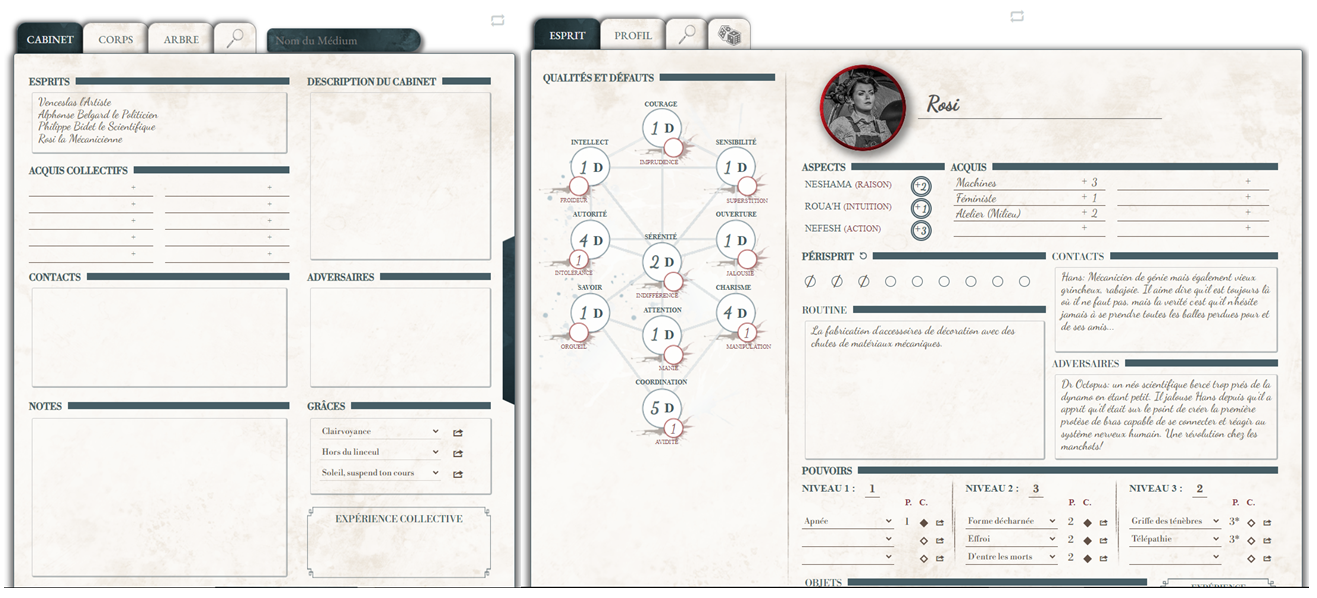 CABINET CORPS ARBRE Nom du Médium
ESPRITS
Venceslas l'Artiste
Alphonse Belgard le Politicien
Philippe Bidet le Scientifique
Rosi la Mécanicienne
ACQUIS COLLECTIFS
+ +
+ +
+ +
+ +
+ +
CONTACTS
NOTES
DESCRIPTION DU CABINET
ADVERSAIRES
GRÂCES
Clairvoyance
Hors du linceul
Soleil, suspend ton cours
EXPÉRIENCE COLLECTIVE
ESPRIT PROFIL
QUALITÉS ET DÉFAUTS
COURAGE
1 D
IMPRUDENCE
INTELLECT
1 D
FROIDEUR
SENSIBILITÉ
1 D
SUPERSTITION
AUTORITÉ
4 D
1
INTOLÉRANCE
OUVERTURE
1 D
JALOUSIE
SÉRÉNITÉ
2 D
INDIFFÉRENCE
SAVOIR
1 D
ORGUEIL
CHARISME
4 D
1
MANIPULATION
ATTENTION
1 D
MANIE
COORDINATION
5 D
1
AVIDITÉ
Rosi
ASPECTS
NESHAMA (RAISON) +2
ROUA'H (INTUITION) +1
NEFESH (ACTION) +3
ACQUIS
Machines + 3 +
Féministe + 1 +
Atelier (Milieu) + 2 +
+ +
PÉRISPRIT
ROUTINE
La fabrication d'accessoires de décoration avec des
chutes de matériaux mécaniques.
CONTACTS
Hans: Mécanicien de génie mais également vieux
grincheux, rabajoie. Il aime dire qu'il est toujours là
où il ne faut pas, mais la verité c'est qu'il n'hésite
jamais à se prendre toutes les balles perdues pour et
de ses amis...
ADVERSAIRES
Dr Octopus: un néo scientifique bercé trop prés de la
dynamo en étant petit. Il jalouse Hans depuis qu'il a
apprit qu'il était sur le point de créer la première
protèse de bras capable de se connecter et réagir au
système nerveux humain. Une révolution chez les
manchots!
POUVOIRS
NIVEAU 1 : 1
P. C.
Apnée 1
NIVEAU 2 : 3
P. C.
Forme décharnée 2
Effroi 2
D'entre les morts 2
NIVEAU 3 : 2
P. C.
Griffe des ténèbres 3*
Télépathie 3*
OBJETS
EXPÉRIENCE